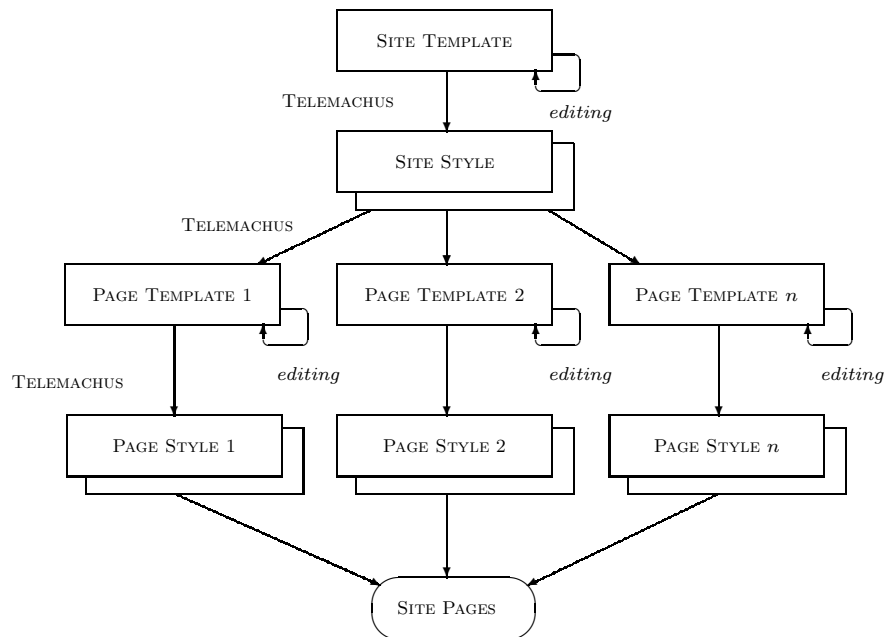 SITE TEMPLATE
TELEMACHUS
editing
SITE STYLE
TELEMACHUS
PAGE TEMPLATE 1
PAGE TEMPLATE 2
PAGE TEMPLATE n
editing
editing
editing
TELEMACHUS
PAGE STYLE 1
PAGE STYLE 2
PAGE STYLE n
SITE PAGES